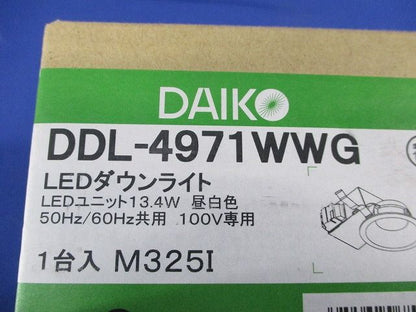 DAIKO
DDL-4971WWG
LEDダウンライト
LEDユニット13.4W 昼白色
50Hz/60Hz共用 100V専用
1台入 M325I